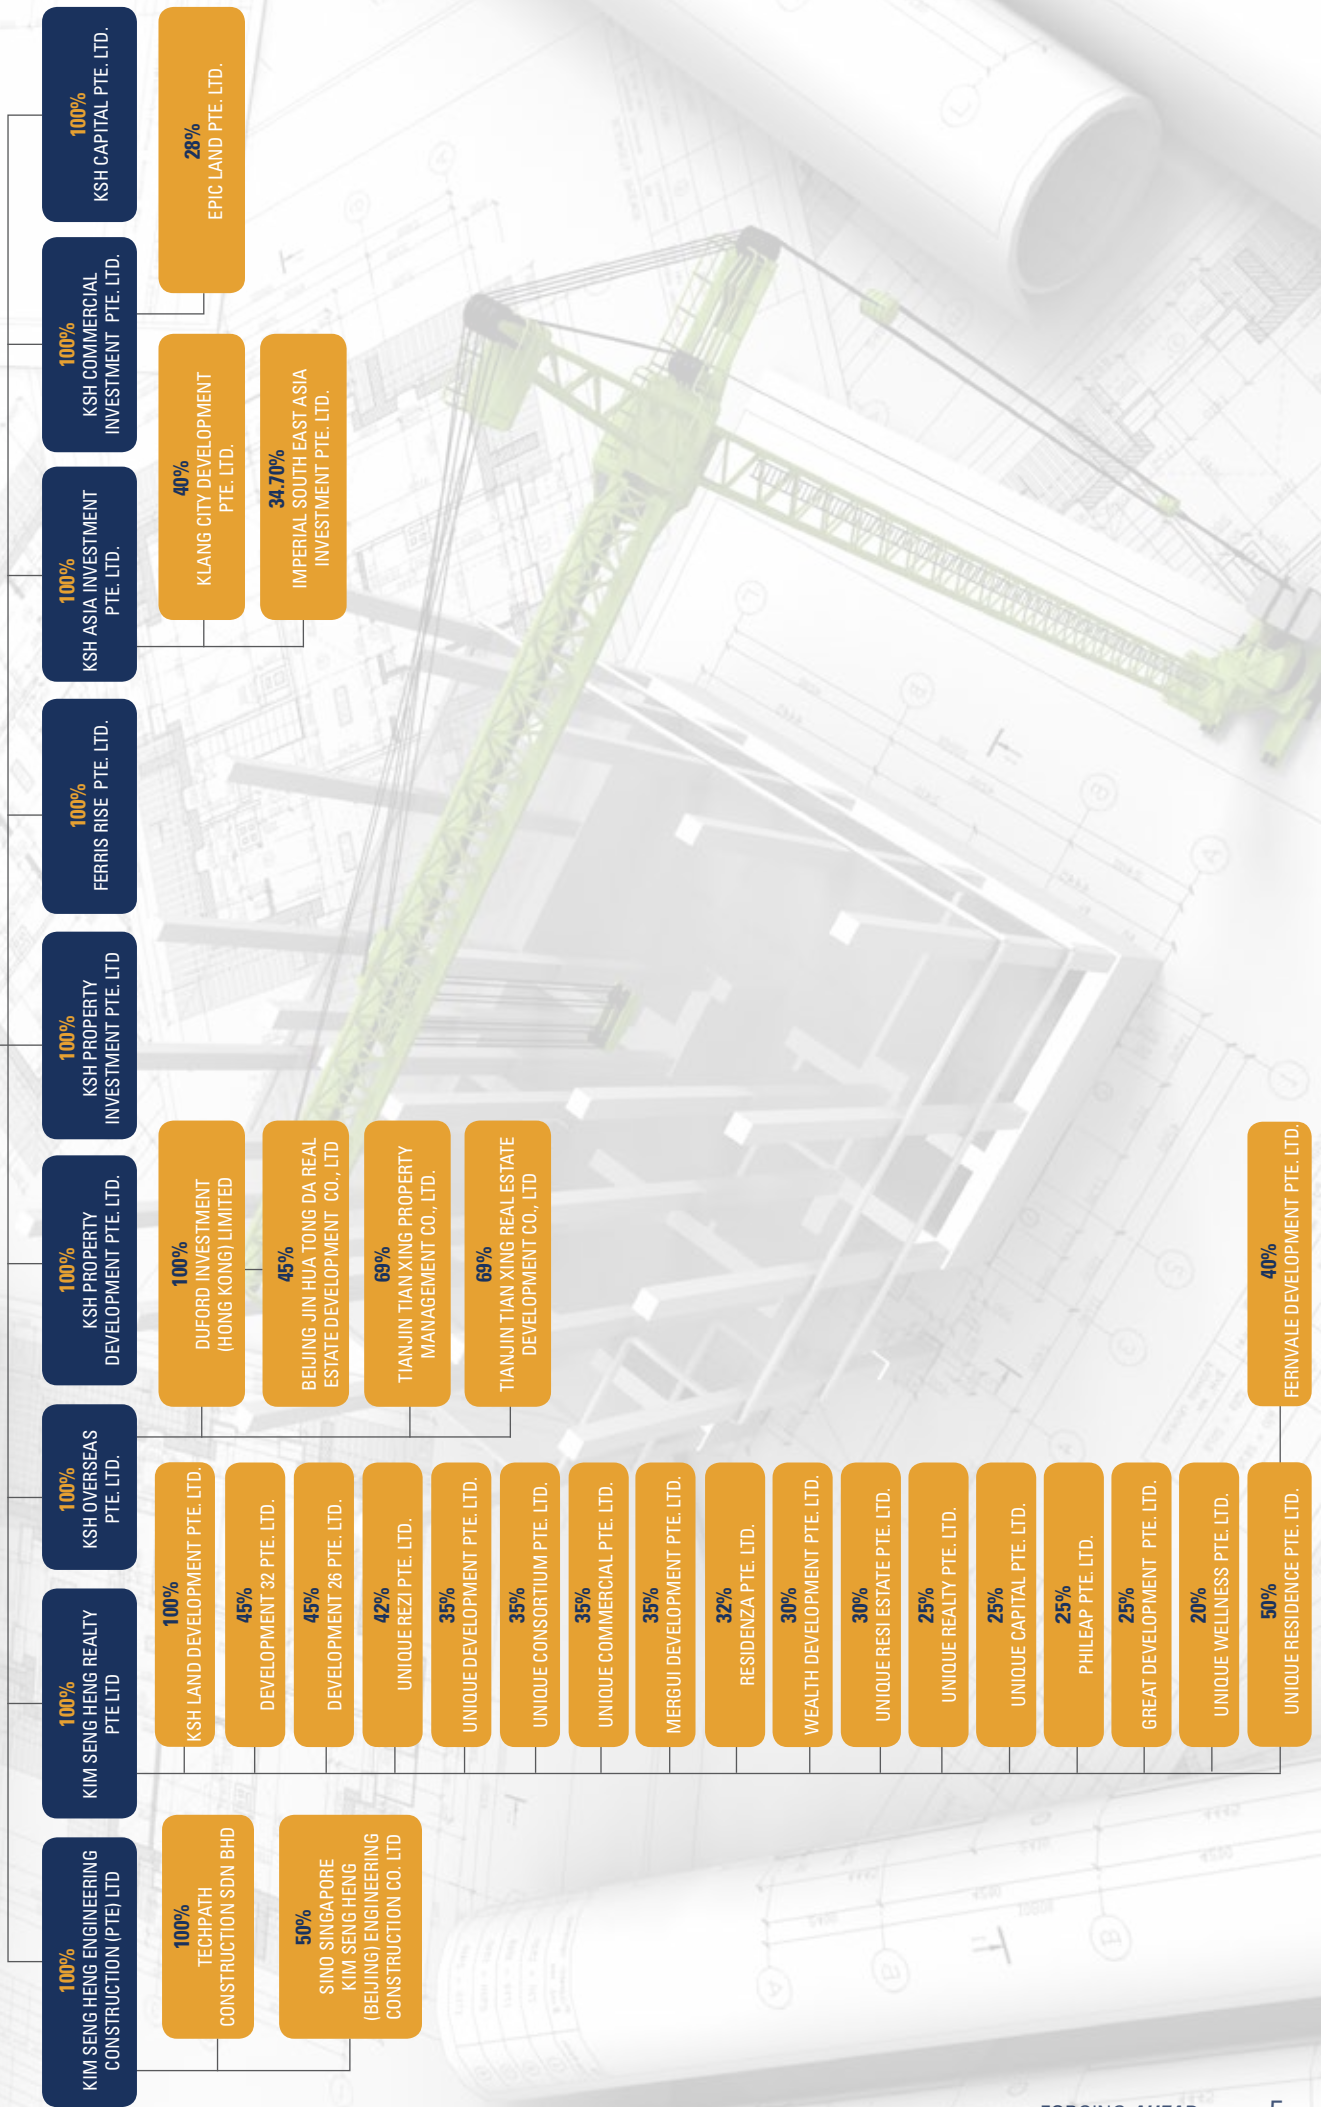 100%
KIM SENG HENG ENGINEERING
CONSTRUCTION (PTE) LTD
100%
TECHPATH
CONSTRUCTION SDN BHD
50%
SINO SINGAPORE
KIM SENG HENG
(BEIJING) ENGINEERING
CONSTRUCTION CO. LTD
100%
KIM SENG HENG REALTY
PTE LTD
100%
KSH LAND DEVELOPMENT PTE. LTD.
45%
DEVELOPMENT 32 PTE. LTD.
45%
DEVELOPMENT 26 PTE. LTD.
42%
UNIQUE REZI PTE. LTD.
35%
UNIQUE DEVELOPMENT PTE. LTD.
35%
UNIQUE CONSORTIUM PTE. LTD.
35%
UNIQUE COMMERCIAL PTE. LTD.
35%
MERGUI DEVELOPMENT PTE. LTD.
32%
RESIDENZA PTE. LTD.
30%
WEALTH DEVELOPMENT PTE. LTD.
30%
UNIQUE RESI ESTATE PTE. LTD.
25%
UNIQUE REALTY PTE. LTD.
25%
UNIQUE CAPITAL PTE. LTD.
25%
PHILEAP PTE. LTD.
25%
GREAT DEVELOPMENT PTE. LTD.
20%
UNIQUE WELLNESS PTE. LTD.
50%
UNIQUE RESIDENCE PTE. LTD.
40%
FERNVALE DEVELOPMENT PTE. LTD.
100%
KSH OVERSEAS
PTE. LTD.
100%
DUFORD INVESTMENT
(HONG KONG) LIMITED
45%
BEIJING JIN HUA TONG DA REAL
ESTATE DEVELOPMENT CO., LTD
69%
TIANJIN TIAN XING PROPERTY
MANAGEMENT CO., LTD.
69%
TIANJIN TIAN XING REAL ESTATE
DEVELOPMENT CO., LTD
100%
KSH PROPERTY
DEVELOPMENT PTE. LTD.
100%
KSH PROPERTY
INVESTMENT PTE. LTD
100%
FERRIS RISE PTE. LTD.
100%
KSH ASIA INVESTMENT
PTE. LTD.
40%
KLANG CITY DEVELOPMENT
PTE. LTD.
34.70%
IMPERIAL SOUTH EAST ASIA
INVESTMENT PTE. LTD.
100%
KSH COMMERCIAL
INVESTMENT PTE. LTD.
28%
EPIC LAND PTE. LTD.
100%
KSH CAPITAL PTE. LTD.